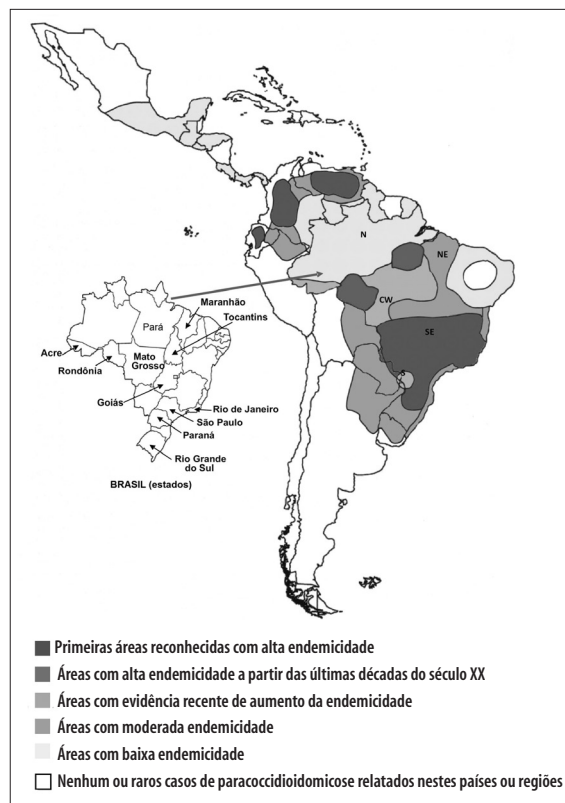 N
NE
CW
SE
S
Maranhão
Pará
Tocantins
Acre
Mato
Grosso
Rondônia
Goiás
Rio de Janeiro
São Paulo
Paraná
Rio Grande
do Sul
BRASIL (estados)
Primeiras áreas reconhecidas com alta endemicidade
Áreas com alta endemicidade a partir das últimas décadas do século XX
Áreas com evidência recente de aumento da endemicidade
Áreas com moderada endemicidade
Áreas com baixa endemicidade
Nenhum ou raros casos de paracoccidioidomicose relatados nestes países ou regiões